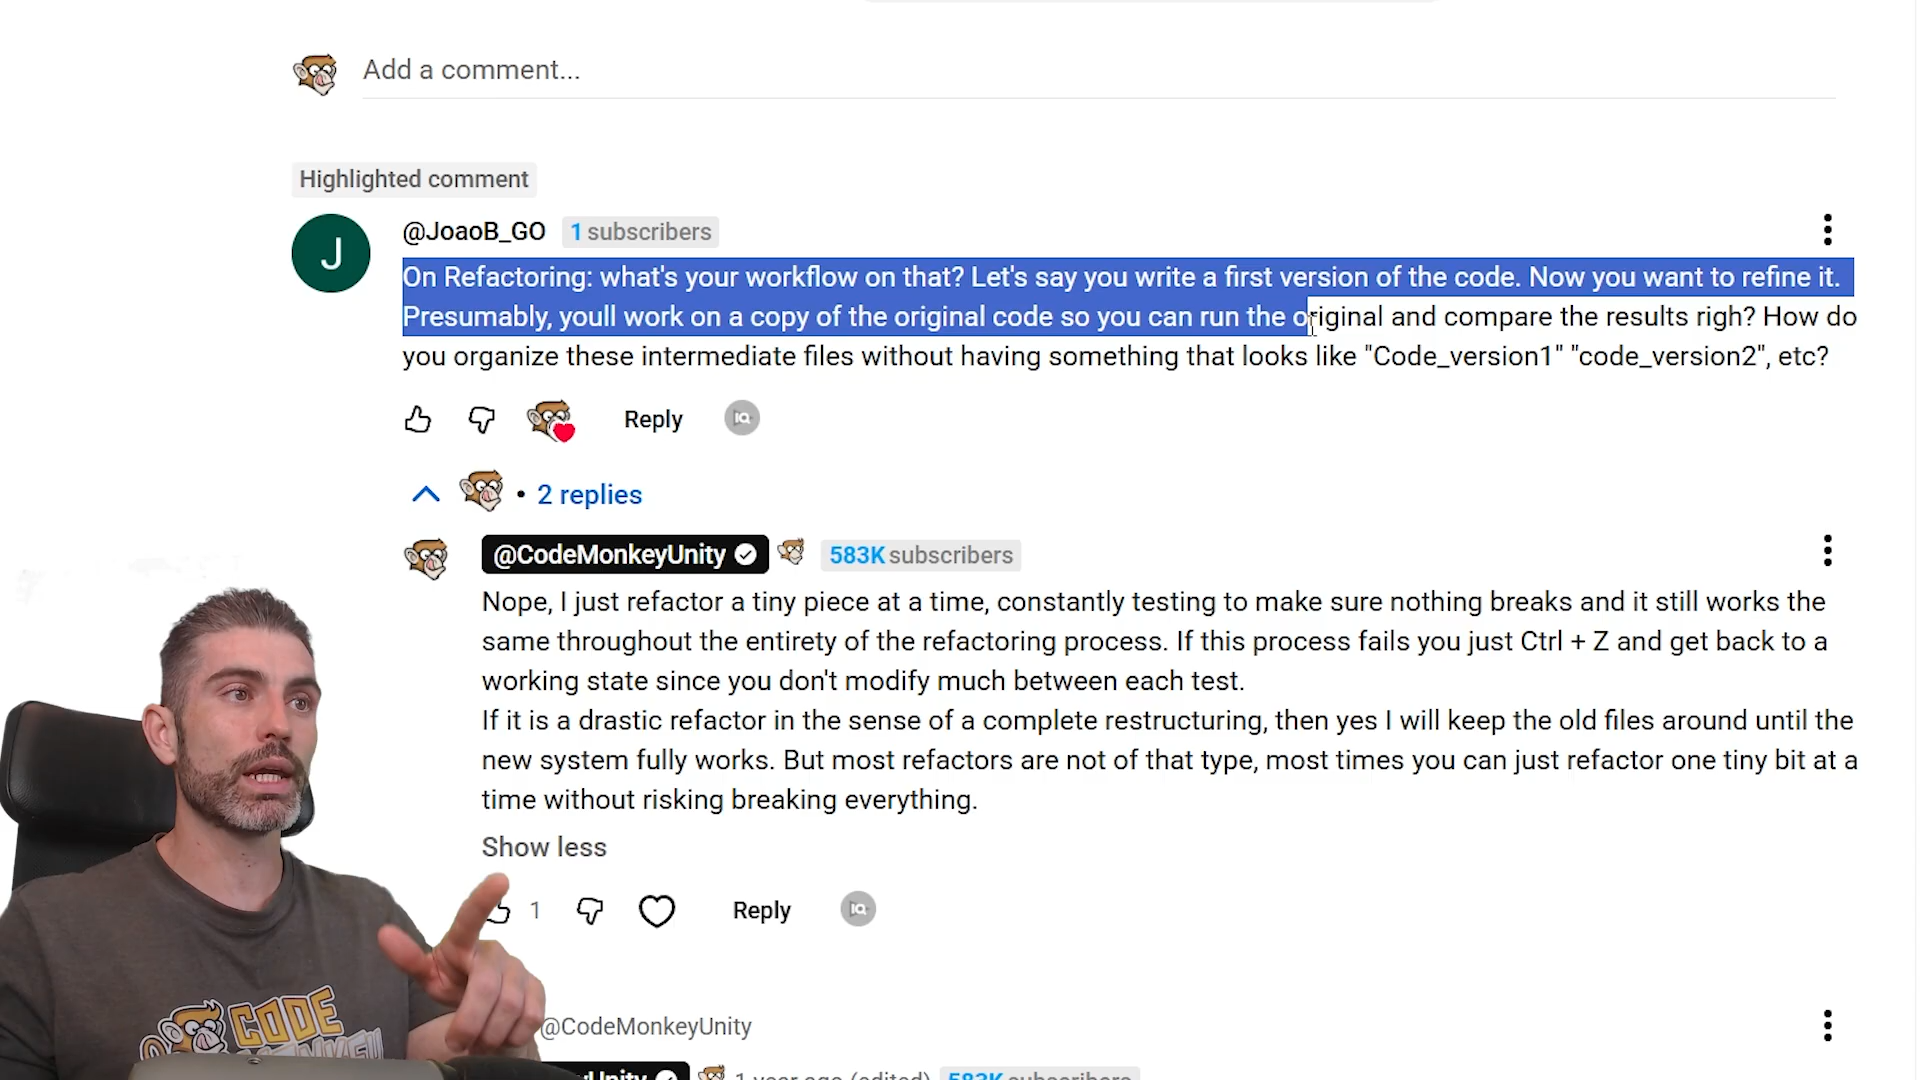 Add a comment...
Highlighted comment
J
@JoaoB_GO 1 subscribers
On Refactoring: what's your workflow on that? Let's say you write a first version of the code. Now you want to refine it.
Presumably, youll work on a copy of the original code so you can run the original and compare the results righ? How do
you organize these intermediate files without having something that looks like "Code_version1" "code_version2", etc?
Reply IQ
• 2 replies
@CodeMonkeyUnity 583K subscribers
Nope, I just refactor a tiny piece at a time, constantly testing to make sure nothing breaks and it still works the
same throughout the entirety of the refactoring process. If this process fails you just Ctrl + Z and get back to a
working state since you don't modify much between each test.
If it is a drastic refactor in the sense of a complete restructuring, then yes I will keep the old files around until the
new system fully works. But most refactors are not of that type, most times you can just refactor one tiny bit at a
time without risking breaking everything.
Show less
1 Reply IQ
@CodeMonkeyUnity
CODE
MONKEY
1 year ago (edited) 583K subscribers